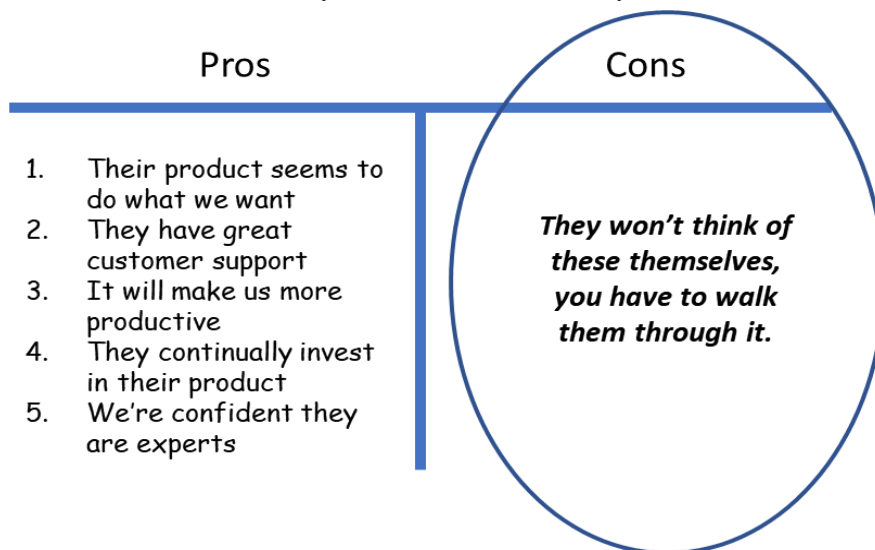 Pros
Cons
1. Their product seems to
do what we want
2. They have great
customer support
3. It will make us more
productive
4. They continually invest
in their product
5. We're confident they
are experts
They won't think of
these themselves,
you have to walk
them through it.